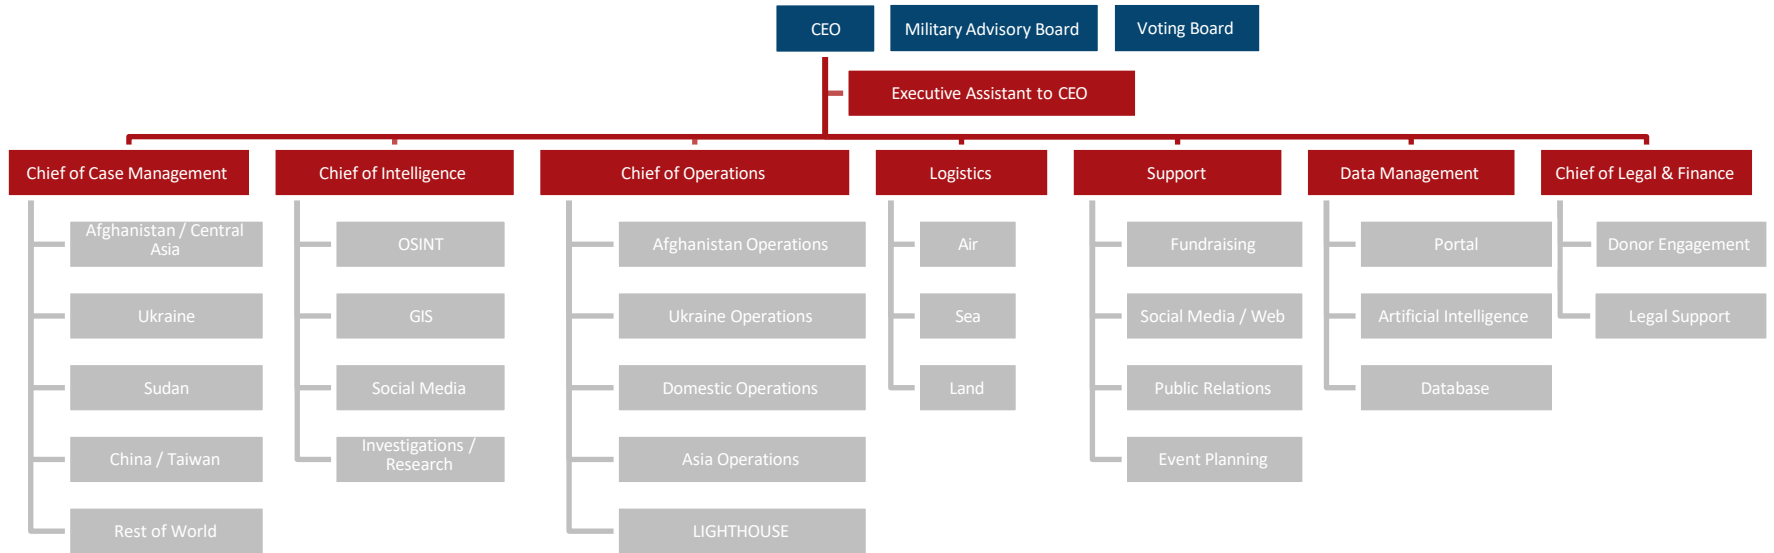 CEO
Military Advisory Board
Voting Board
Executive Assistant to CEO
Chief of Case Management
Chief of Intelligence
Chief of Operations
Logistics
Support
Data Management
Chief of Legal & Finance
Afghanistan / Central
Asia
Ukraine
Sudan
China / Taiwan
Rest of World
OSINT
GIS
Social Media
Investigations /
Research
Afghanistan Operations
Ukraine Operations
Domestic Operations
Asia Operations
LIGHTHOUSE
Air
Sea
Land
Fundraising
Social Media / Web
Public Relations
Event Planning
Portal
Artificial Intelligence
Database
Donor Engagement
Legal Support